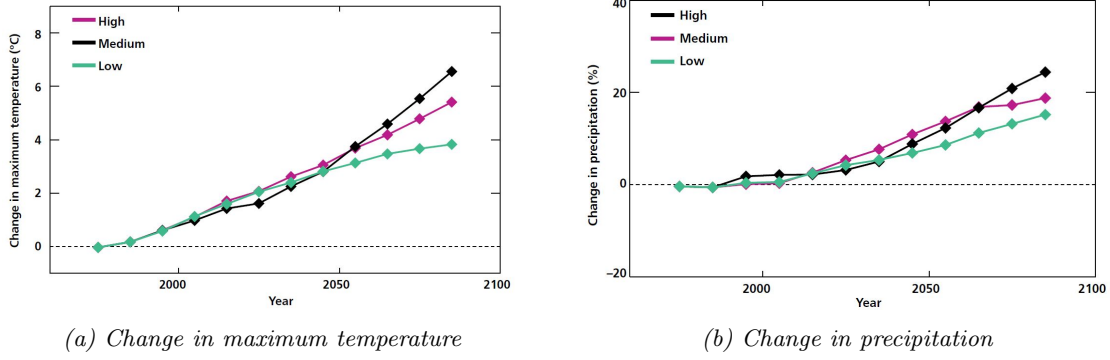 High
Medium
Low
8
6
4
2
0
Change in maximum temperature (°C)
2000
2050
2100
Year
(a) Change in maximum temperature
High
Medium
Low
40
20
0
–20
Change in precipitation (%)
2000
2050
2100
Year
(b) Change in precipitation